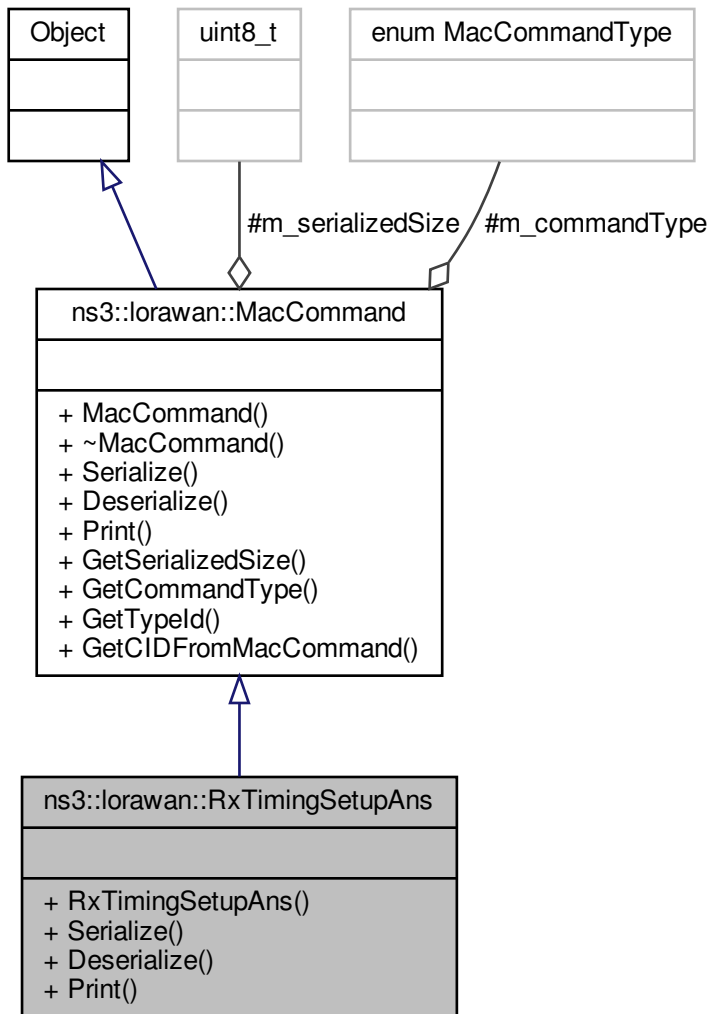 Object
uint8_t
enum MacCommandType
#m_serializedSize
#m_commandType
ns3::lorawan::MacCommand
+ MacCommand()
+ ~MacCommand()
+ Serialize()
+ Deserialize()
+ Print()
+ GetSerializedSize()
+ GetCommandType()
+ GetTypeId()
+ GetCIDFromMacCommand()
ns3::lorawan::RxTimingSetupAns
+ RxTimingSetupAns()
+ Serialize()
+ Deserialize()
+ Print()